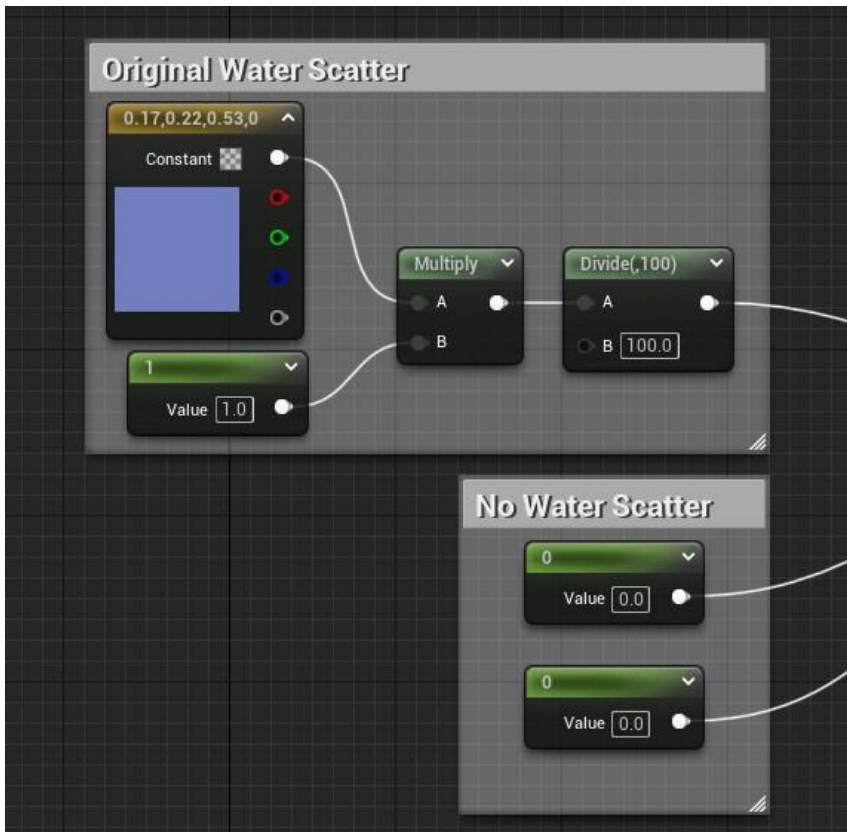 Original Water Scatter
0.17,0.22,0.53,0
Constant
Multiply
Divide(,100)
A
A
B
B 100.0
1
Value 1.0
No Water Scatter
0
Value 0.0
0
Value 0.0